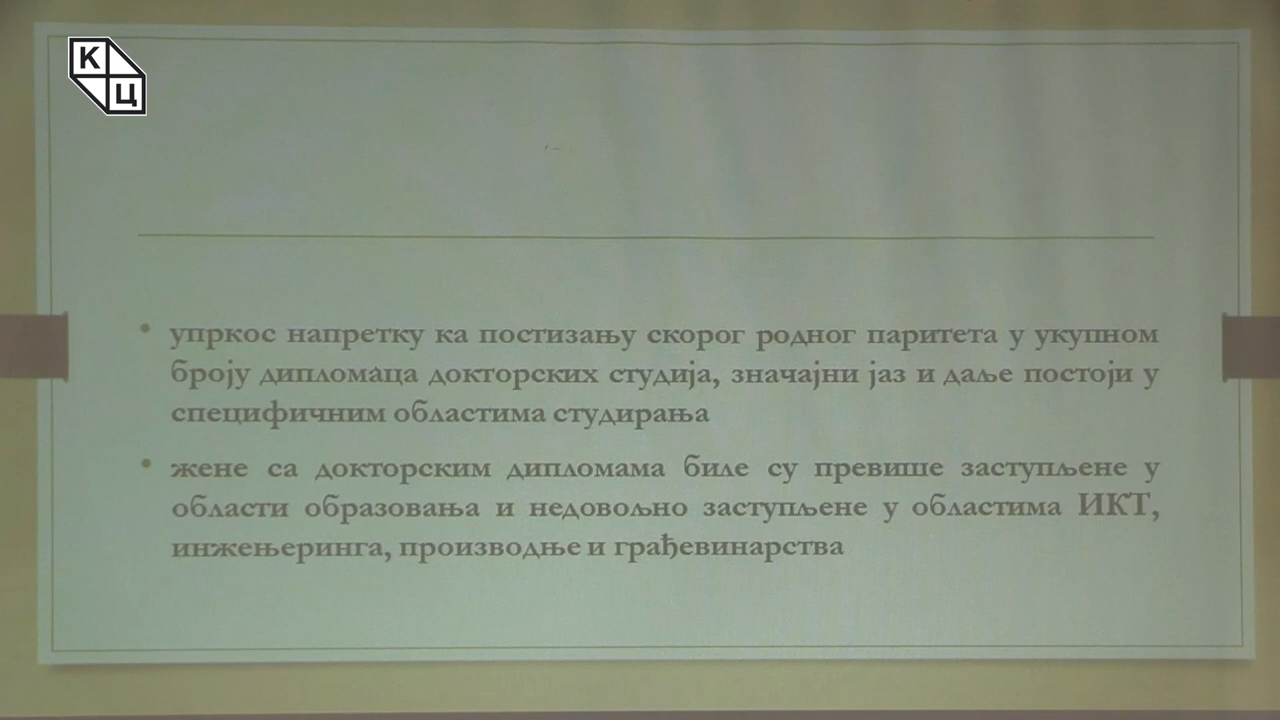 К
Ц
упркос напретку ка постизању скорог родног паритета у укупном
броју дипломаца докторских студија, значајни јаз и даље постоји у
специфичним областима студирања
жене са докторским дипломама биле су превише заступљене у
области образовања и недовољно заступљене у областима ИКТ,
инжењеринга, производње и грађевинарства